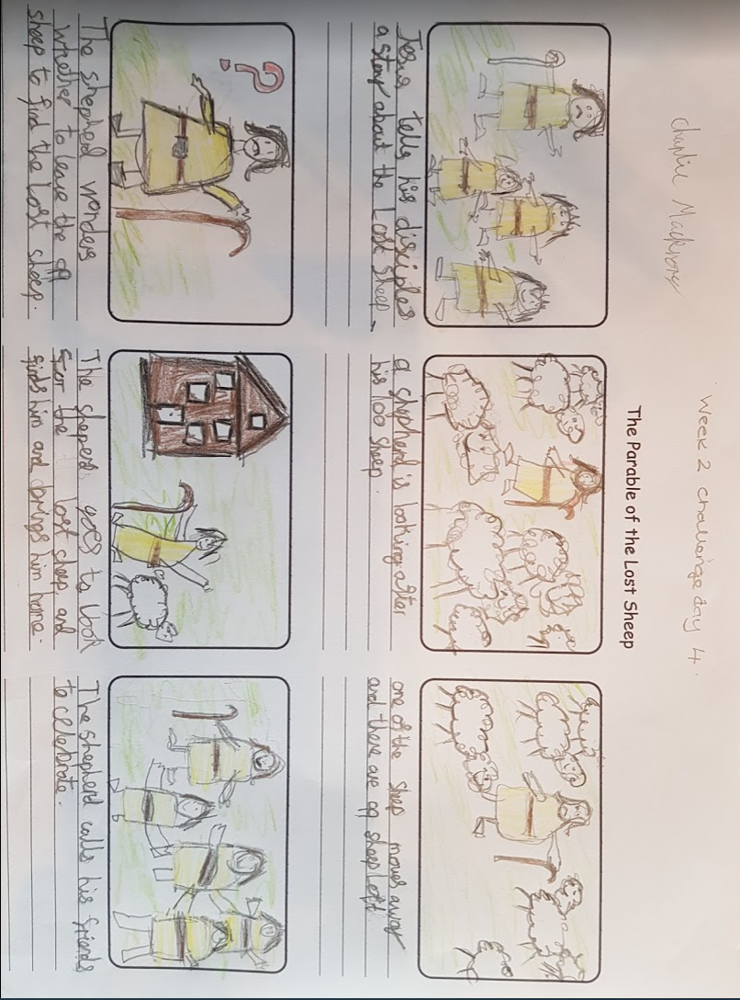 Charlie
Week 2 challenge day 4.
The Parable of the Lost Sheep
Jesus tells his disciples
a story about the Lost Sheep.
a shypherd is looking after
his 100 sheep.
one of the sheep moves away
and there are 99 sheep left
The shepherd wonders
whether to leave the 99
sheep to find the Lost sheep.
The sheperd goes to look
for the lost sheep and
finds him and brings him home.
The shepherd calls his friends
to celebrate.